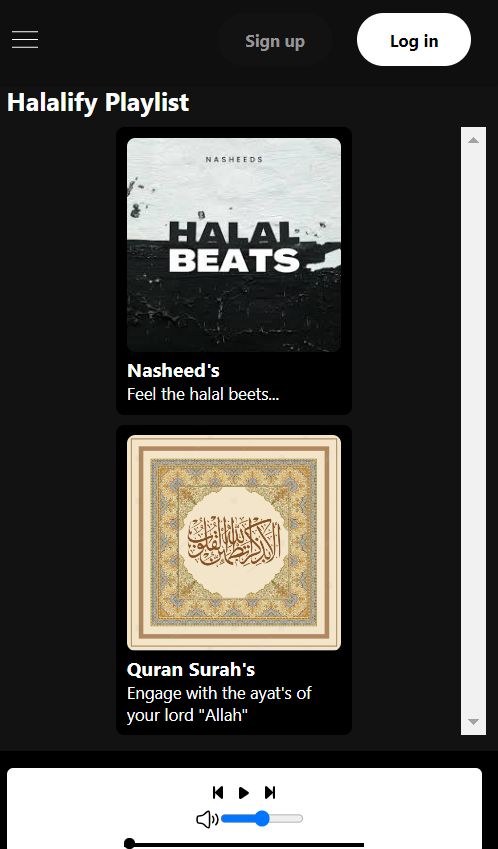 Sign up
Log in
Halalify Playlist
NASHEEDS
HALAL
BEATS
Nasheed's
Feel the halal beets...
ألا بذكر الله تطمئن القلوب
Quran Surah's
Engage with the ayat's of
your lord "Allah"